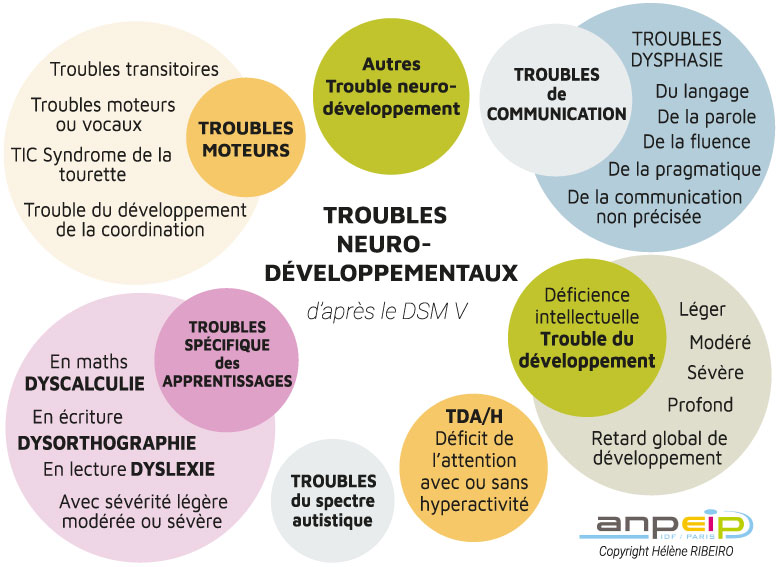 Troubles transitoires
Troubles moteurs
ou vocaux
TIC Syndrome de la
tourette
Trouble du développement
de la coordination
TROUBLES
MOTEURS
Autres
Trouble neuro-
développement
TROUBLES
de
COMMUNICATION
TROUBLES
DYSPHASIE
Du langage
De la parole
De la fluence
De la pragmatique
De la communication
non précisée
TROUBLES
NEURO-
DÉVELOPPEMENTAUX
d'après le DSM V
TROUBLES
SPÉCIFIQUE
des
APPRENTISSAGES
En maths
DYSCALCULIE
En écriture
DYSORTHOGRAPHIE
En lecture DYSLEXIE
Avec sévérité légère
modérée ou sévère
TROUBLES
du spectre
autistique
TDA/H
Déficit de
l'attention
avec ou sans
hyperactivité
Déficience
intellectuelle
Trouble du
développement
Léger
Modéré
Sévère
Profond
Retard global de
développement
anpeip
IDF / PARIS
Copyright Hélène RIBEIRO